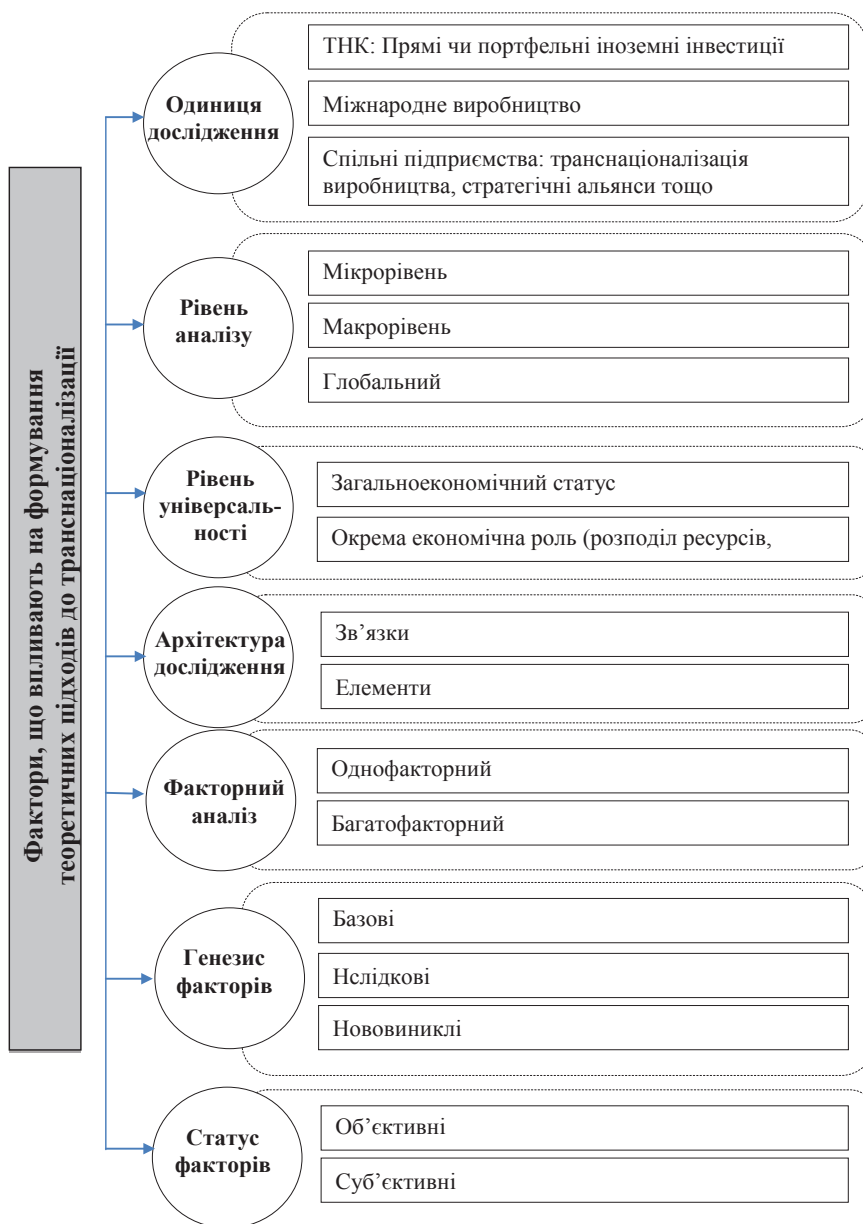 Фактори, що впливають на формування
теоретичних підходів до транснаціоналізації
Одиниця
дослідження
ТНК: Прямі чи портфельні іноземні інвестиції
Міжнародне виробництво
Спільні підприємства: транснаціоналізація
виробництва, стратегічні альянси тощо
Рівень
аналізу
Мікрорівень
Макрорівень
Глобальний
Рівень
універсаль-
ності
Загальноекономічний статус
Окрема економічна роль (розподіл ресурсів,
Архітектура
дослідження
Зв’язки
Елементи
Факторний
аналіз
Однофакторний
Багатофакторний
Генезис
факторів
Базові
Нслідкові
Нововиниклі
Статус
факторів
Об’єктивні
Суб’єктивні